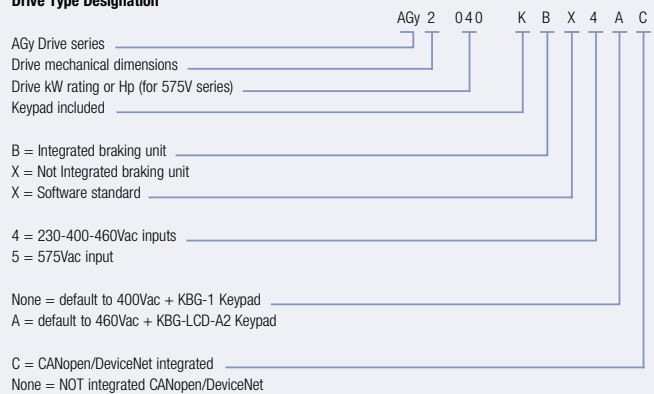 Drive Type Designation
AGy 2 040 K B X 4 A C
AGy Drive series
Drive mechanical dimensions
Drive kW rating or Hp (for 575V series)
Keypad included
B = Integrated braking unit
X = Not Integrated braking unit
X = Software standard
4 = 230-400-460Vac inputs
5 = 575Vac input
None = default to 400Vac + KBG-1 Keypad
A = default to 460Vac + KBG-LCD-A2 Keypad
C = CANopen/DeviceNet integrated
None = NOT integrated CANopen/DeviceNet